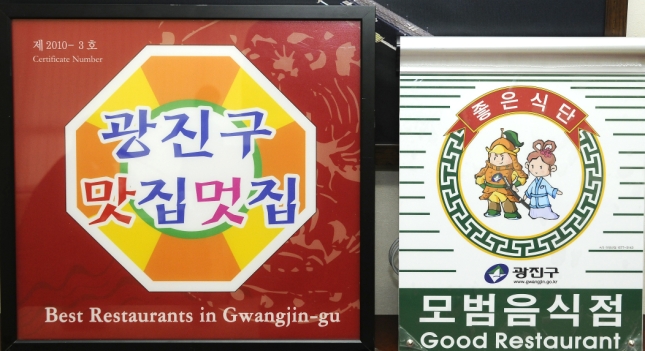 제 2010 - 3 호
Certificate Number
광진구
맛집멋집
Best Restaurants in Gwangjin-gu
좋은식단
광진구
www.gwangjin.go.kr
모범음식점
Good Restaurant